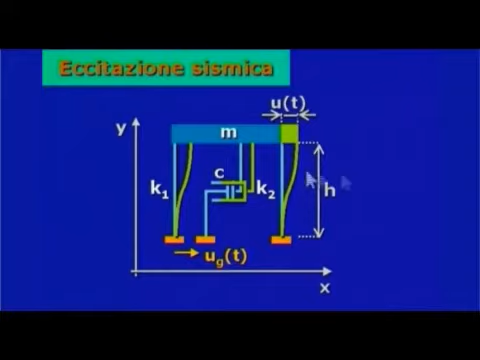 Eccitazione sismica
u(t)
y
m
c
k1
k2
h
ug(t)
x